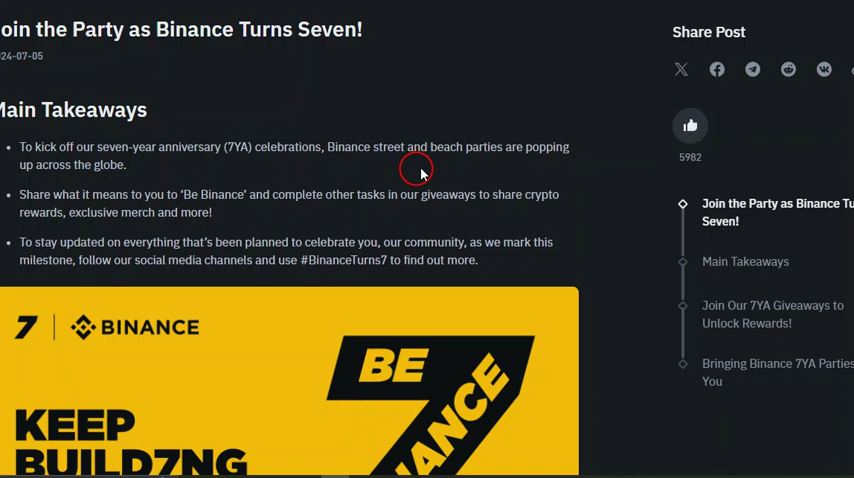 oin the Party as Binance Turns Seven!
24-07-05
Main Takeaways
To kick off our seven-year anniversary (7YA) celebrations, Binance street and beach parties are popping
up across the globe.
Share what it means to you to ‘Be Binance’ and complete other tasks in our giveaways to share crypto
rewards, exclusive merch and more!
To stay updated on everything that’s been planned to celebrate you, our community, as we mark this
milestone, follow our social media channels and use #BinanceTurns7 to find out more.
7 | BINANCE
KEEP
BUILD7NG
BE
NANCE
Share Post
5982
Join the Party as Binance Tu
Seven!
Main Takeaways
Join Our 7YA Giveaways to
Unlock Rewards!
Bringing Binance 7YA Parties
You